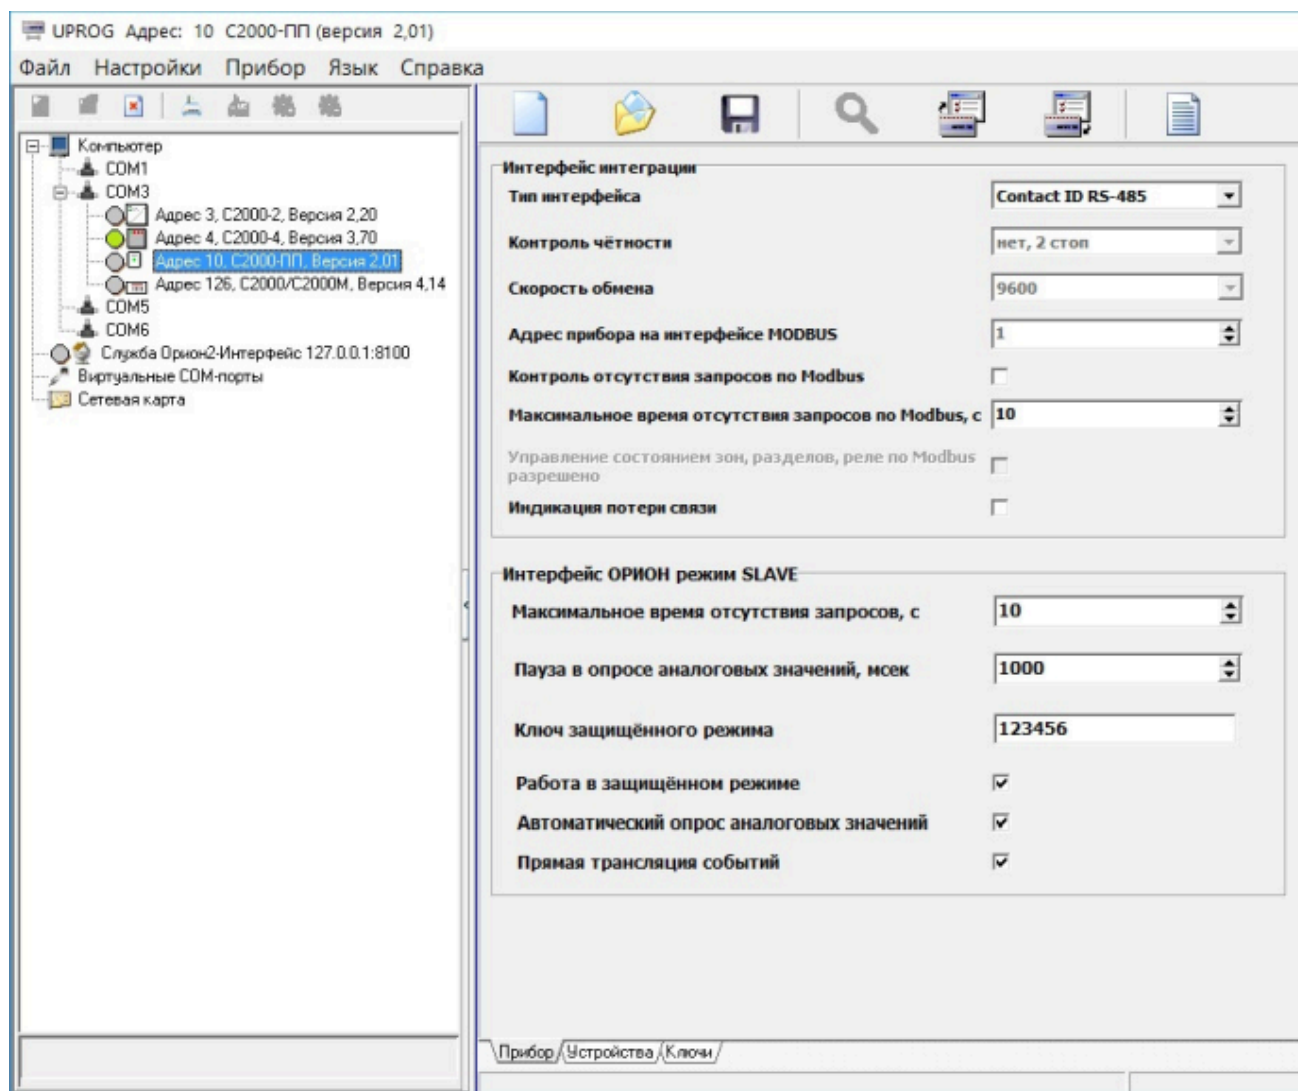 UPROG Адрес: 10 С2000-ПП (версия 2,01)
Файл Настройки Прибор Язык Справка
Компьютер
COM1
COM3
Адрес 3, С2000-2, Версия 2,20
Адрес 4, С2000-4, Версия 3,70
Адрес 10, С2000-ПП, Версия 2,01
Адрес 126, С2000/С2000М, Версия 4,14
COM5
COM6
Служба Орион2-Интерфейс 127.0.0.1:8100
Виртуальные COM-порты
Сетевая карта
Интерфейс интеграции
Тип интерфейса Contact ID RS-485
Контроль чётности нет, 2 стоп
Скорость обмена 9600
Адрес прибора на интерфейсе MODBUS 1
Контроль отсутствия запросов по Modbus
Максимальное время отсутствия запросов по Modbus, с 10
Управление состоянием зон, разделов, реле по Modbus
разрешено
Индикация потери связи
Интерфейс ОРИОН режим SLAVE
Максимальное время отсутствия запросов, с 10
Пауза в опросе аналоговых значений, мсек 1000
Ключ защищённого режима 123456
Работа в защищённом режиме
Автоматический опрос аналоговых значений
Прямая трансляция событий
Прибор Устройства Ключи